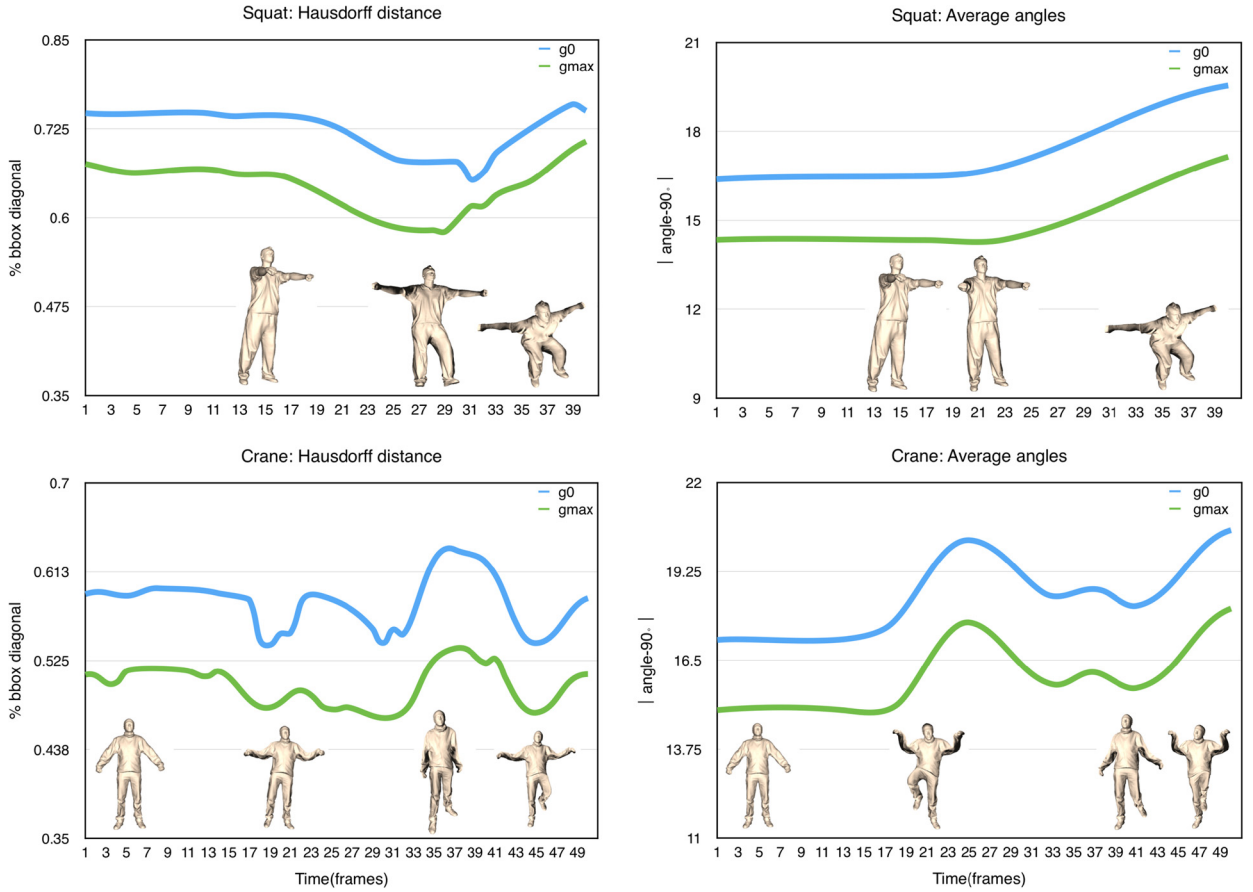 Squat: Hausdorff distance
0.85
g0
gmax
0.725
0.6
0.475
0.35
% bbox diagonal
1 3 5 7 9 11 13 15 17 19 21 23 25 27 29 31 33 35 37 39
Squat: Average angles
21
g0
gmax
18
15
12
9
| angle-90° |
1 3 5 7 9 11 13 15 17 19 21 23 25 27 29 31 33 35 37 39
Crane: Hausdorff distance
0.7
g0
gmax
0.613
0.525
0.438
0.35
% bbox diagonal
1 3 5 7 9 11 13 15 17 19 21 23 25 27 29 31 33 35 37 39 41 43 45 47 49
Time(frames)
Crane: Average angles
22
g0
gmax
19.25
16.5
13.75
11
| angle-90° |
1 3 5 7 9 11 13 15 17 19 21 23 25 27 29 31 33 35 37 39 41 43 45 47 49
Time(frames)